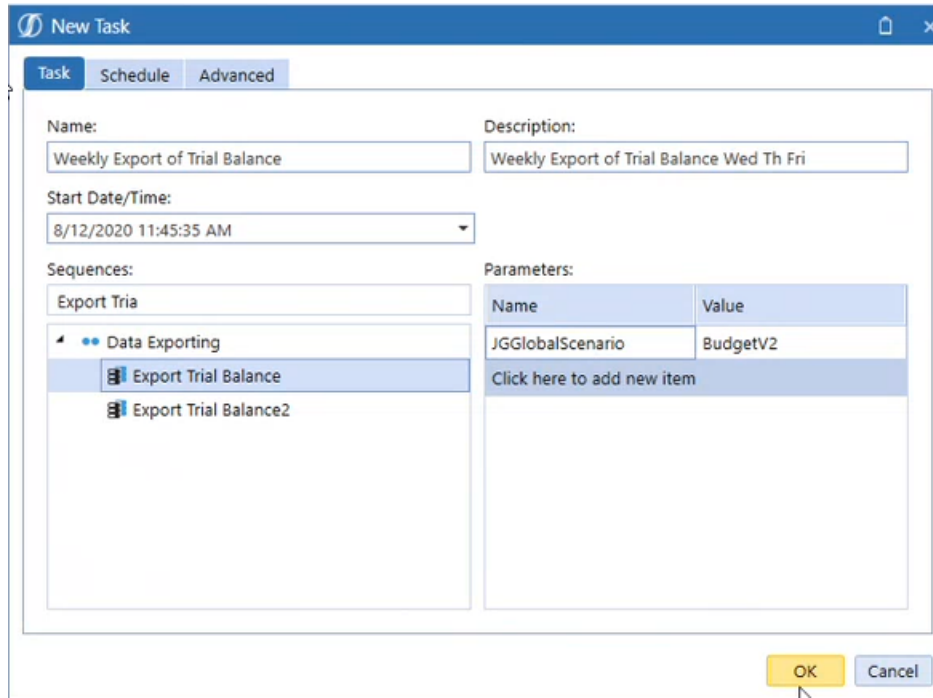 New Task
Task Schedule Advanced
Name: Description:
Weekly Export of Trial Balance Weekly Export of Trial Balance Wed Th Fri
Start Date/Time:
8/12/2020 11:45:35 AM
Sequences: Parameters:
Export Tria Name Value
Data Exporting JGGlobalScenario BudgetV2
Export Trial Balance Click here to add new item
Export Trial Balance2
OK Cancel